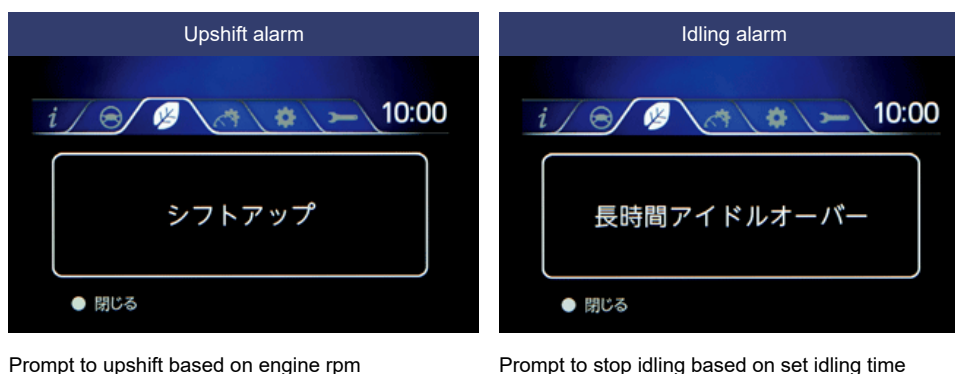 Upshift alarm
i 10:00
シフトアップ
● 閉じる
Prompt to upshift based on engine rpm
Idling alarm
i 10:00
長時間アイドルオーバー
● 閉じる
Prompt to stop idling based on set idling time